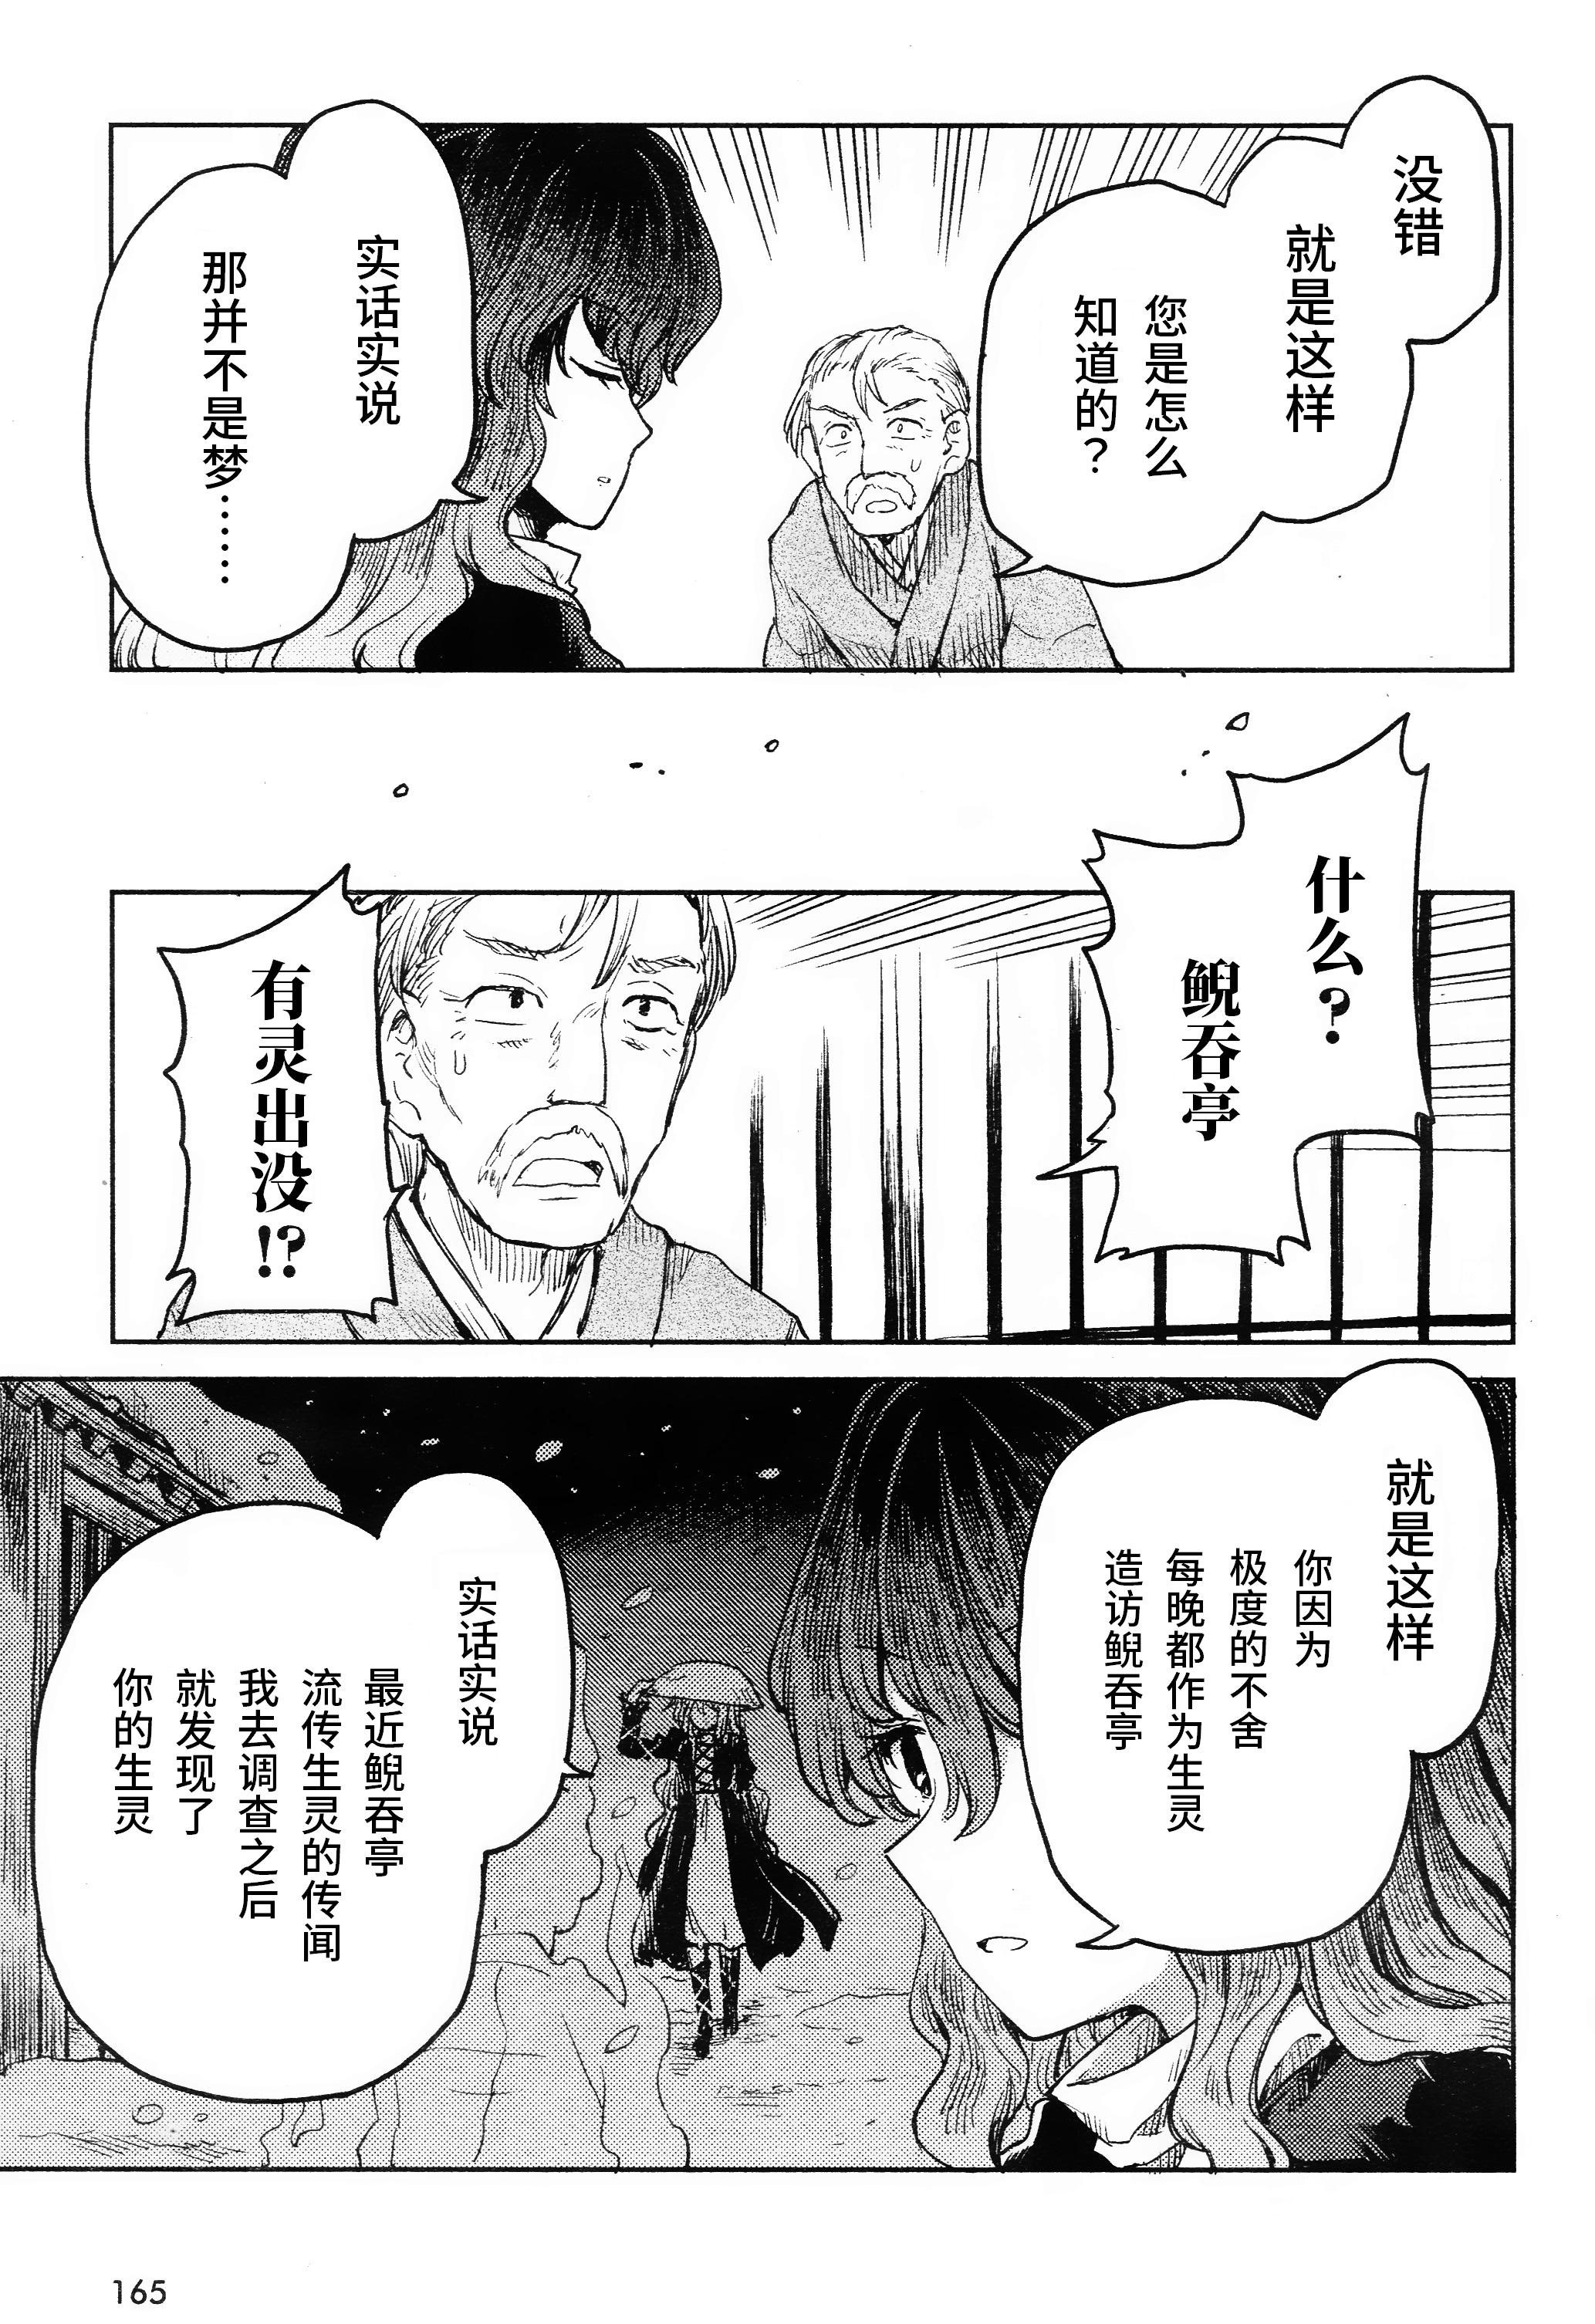 没错
就是这样
您是怎么
知道的？
实话实说
那并不是梦……
什么？
鲵吞亭
有灵出没!?
就是这样
你因为
极度的不舍
每晚都作为生灵
造访鲵吞亭
实话实说
最近鲵吞亭
流传生灵的传闻
我去调查之后
就发现了
你的生灵
165